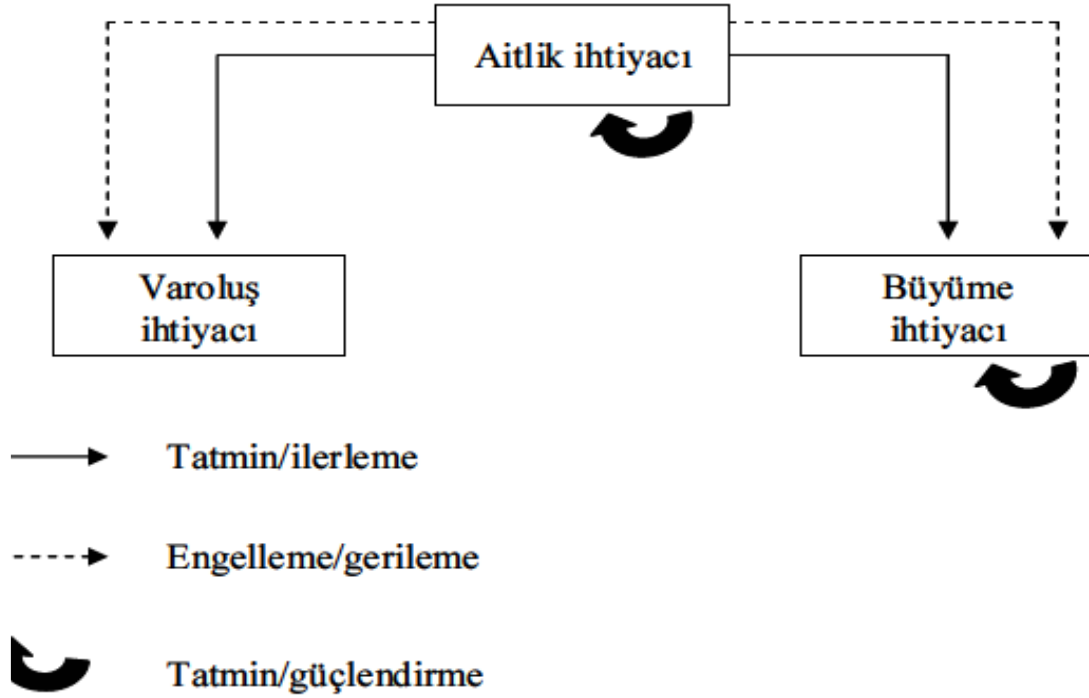 Aitlik ihtiyacı
Varoluş
ihtiyacı
Büyüme
ihtiyacı
Tatmin/ilerleme
Engelleme/gerileme
Tatmin/güçlendirme